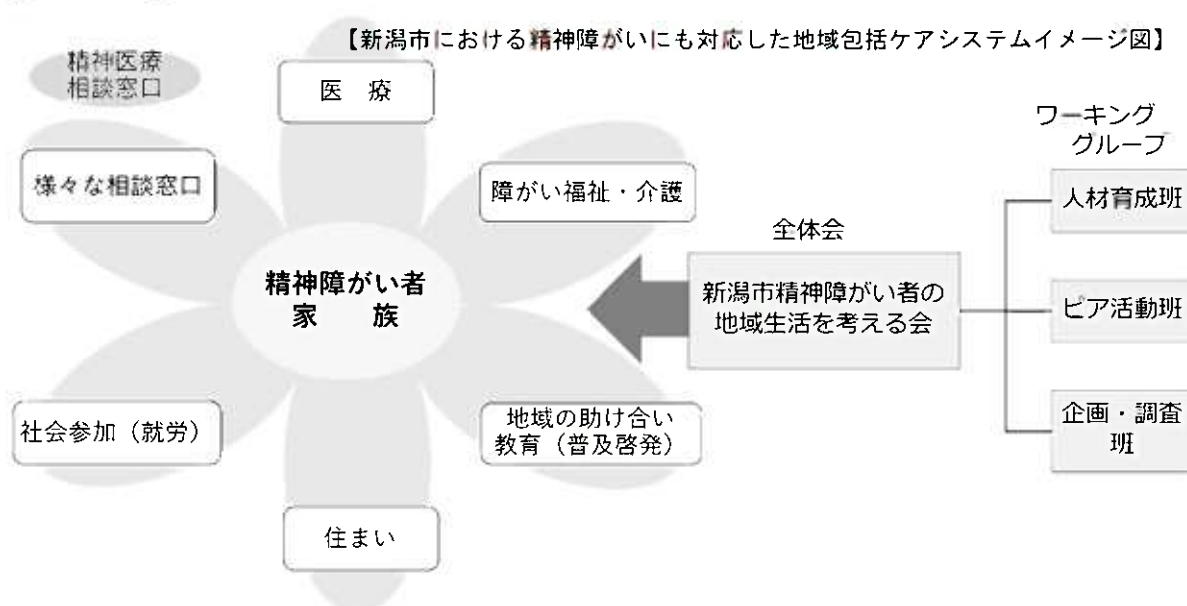 【新潟市における精神障がいにも対応した地域包括ケアシステムイメージ図】
精神医療
相談窓口
医　療
様々な相談窓口
障がい福祉・介護
精神障がい者
家　　族
社会参加（就労）
地域の助け合い
教育（普及啓発）
住まい
全体会
新潟市精神障がい者の
地域生活を考える会
ワーキング
グループ
人材育成班
ピア活動班
企画・調査
班